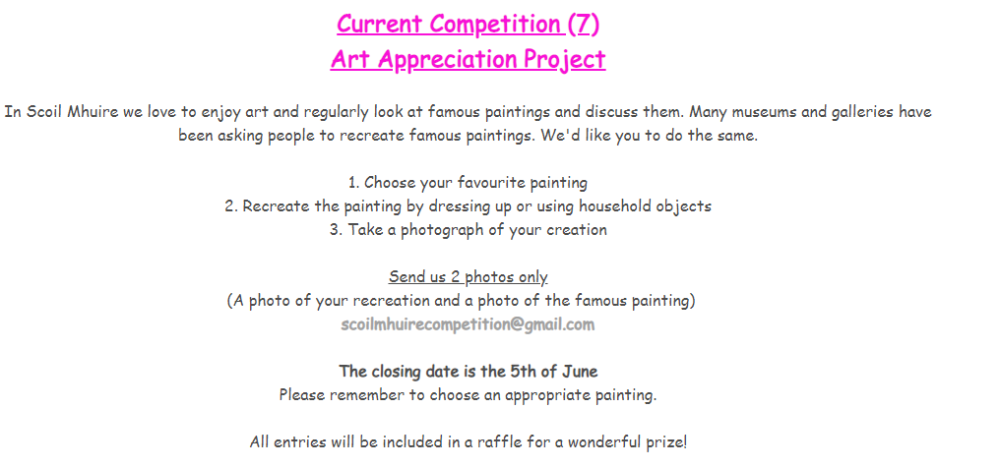 Current Competition (7)
Art Appreciation Project
In Scoil Mhuire we love to enjoy art and regularly look at famous paintings and discuss them. Many museums and galleries have
been asking people to recreate famous paintings. We'd like you to do the same.
1. Choose your favourite painting
2. Recreate the painting by dressing up or using household objects
3. Take a photograph of your creation
Send us 2 photos only
(A photo of your recreation and a photo of the famous painting)
scoilmhuirecompetition@gmail.com
The closing date is the 5th of June
Please remember to choose an appropriate painting.
All entries will be included in a raffle for a wonderful prize!